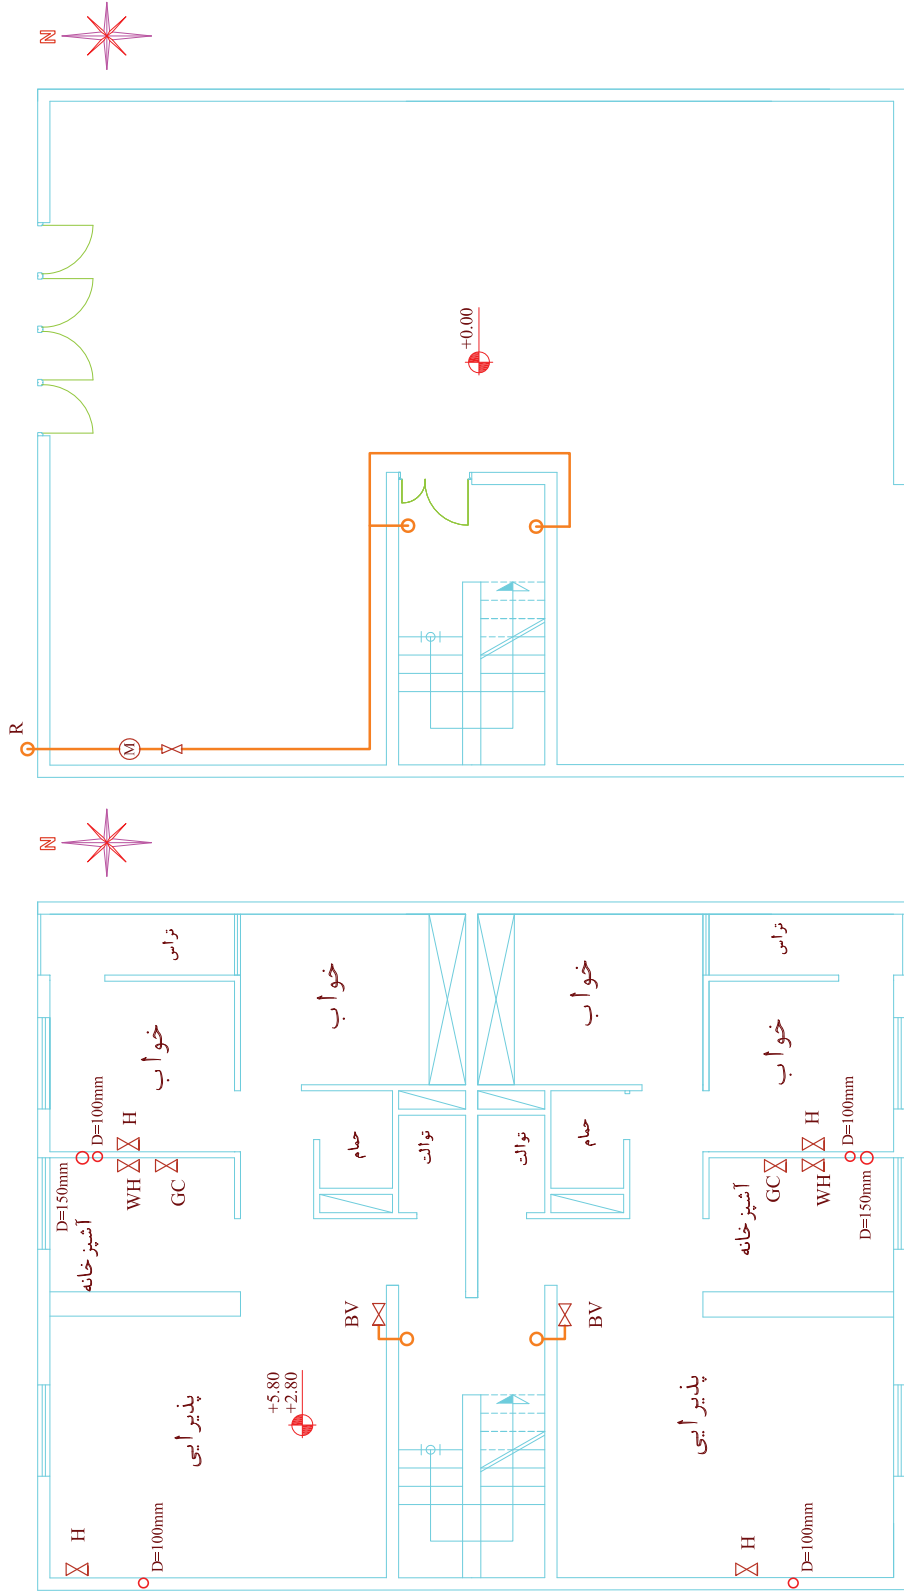 N
+0.00
R
M
N
تراس
تراس
خواب
خواب
خواب
خواب
D=100mm
H
H
D=100mm
حمام
توالت
توالت
حمام
D=150mm
WH
GC
GC
WH
D=150mm
آشپزخانه
آشپزخانه
BV
BV
+5.80
+2.80
پذیرایی
پذیرایی
H
D=100mm
H
D=100mm